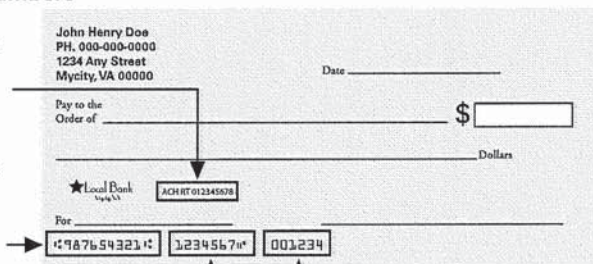 John Henry Doe
PH. 000-000-0000
1234 Any Street
Mycity, VA 00000
Date
Pay to the
Order of
$
Dollars
Local Bank
ACH RT 012345678
For
⑆987654321⑆ 1234567⑈ 001234